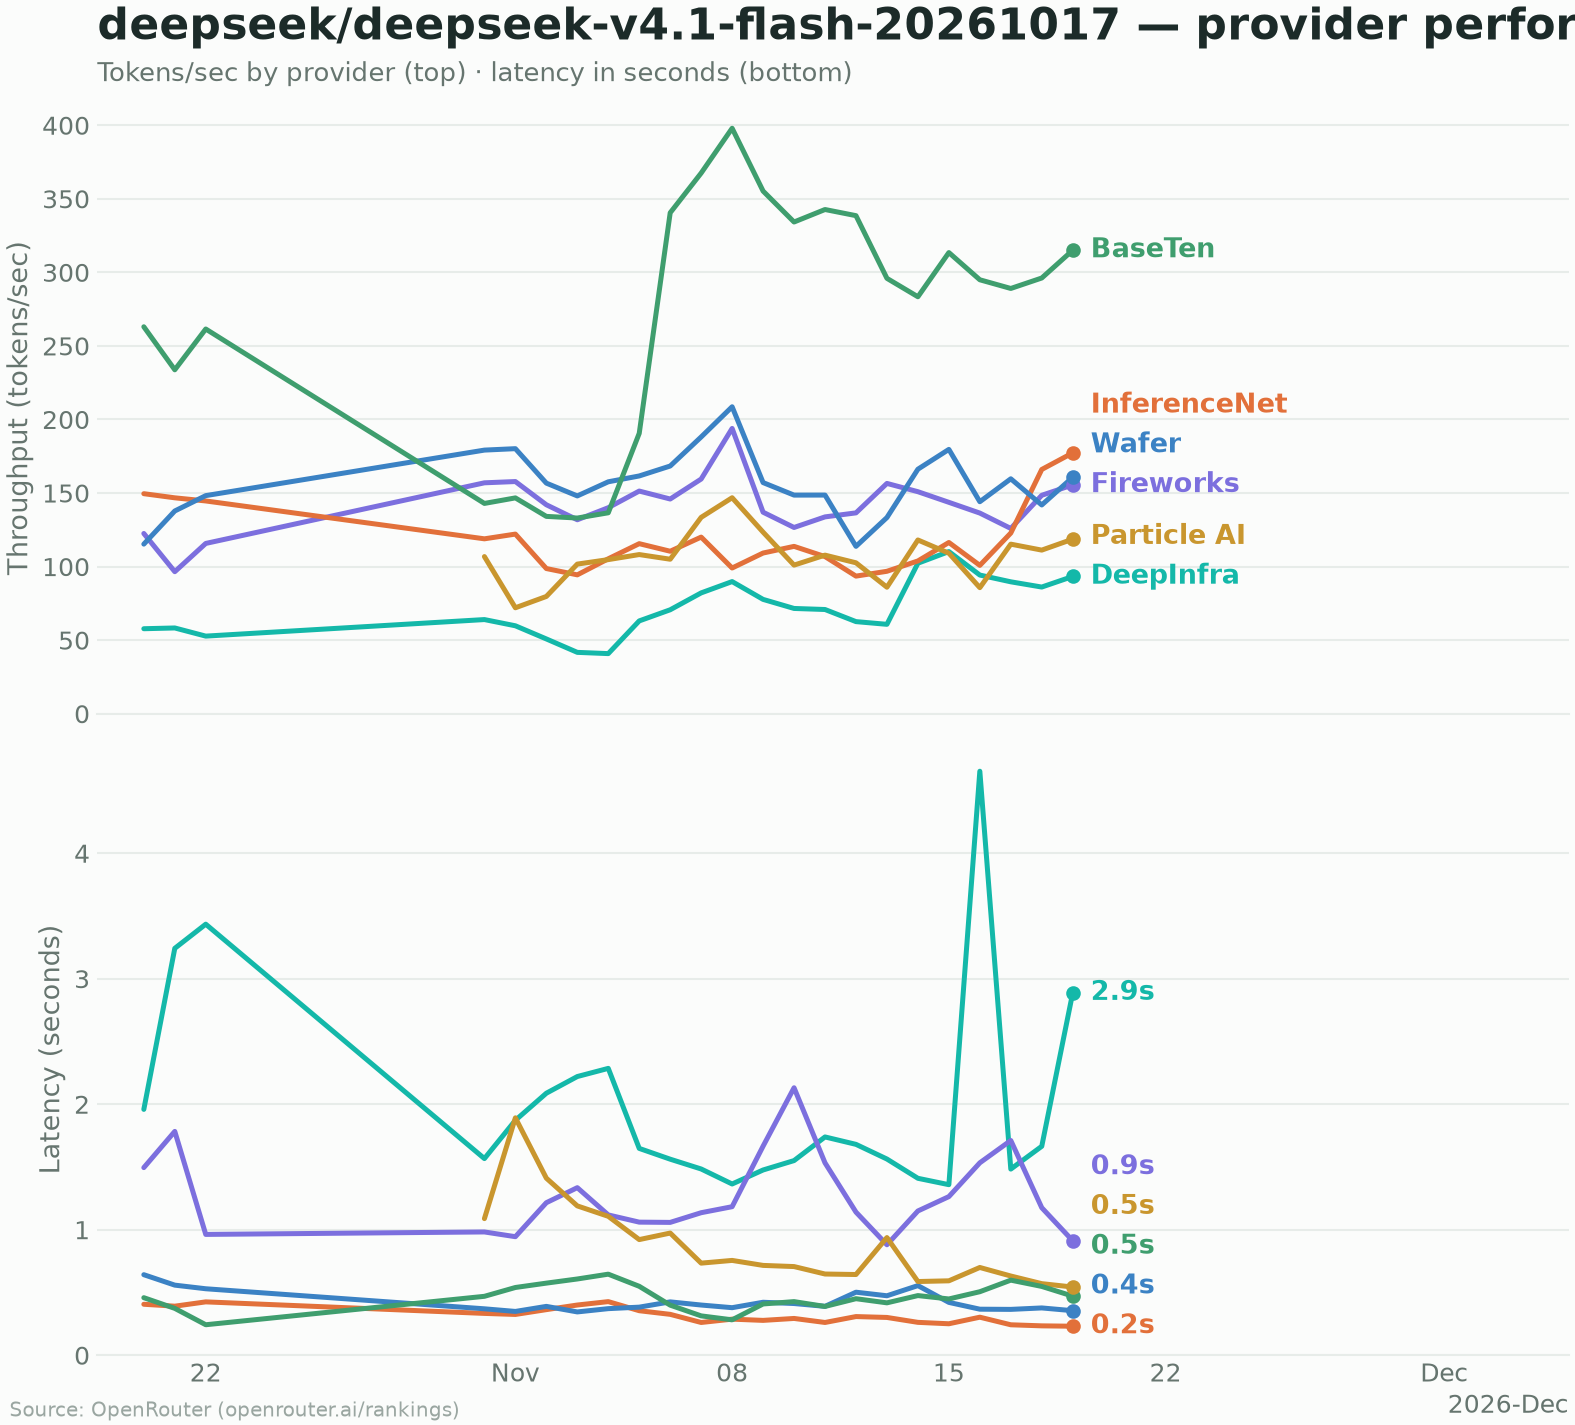 deepseek/deepseek-v4.1-flash-20261017 — provider perfor
Tokens/sec by provider (top) · latency in seconds (bottom)
Throughput (tokens/sec)
400
350
300
250
200
150
100
50
0
BaseTen
InferenceNet
Wafer
Fireworks
Particle AI
DeepInfra
Latency (seconds)
4
3
2
1
0
2.9s
0.9s
0.5s
0.5s
0.4s
0.2s
22
Nov
08
15
22
Dec
2026-Dec
Source: OpenRouter (openrouter.ai/rankings)